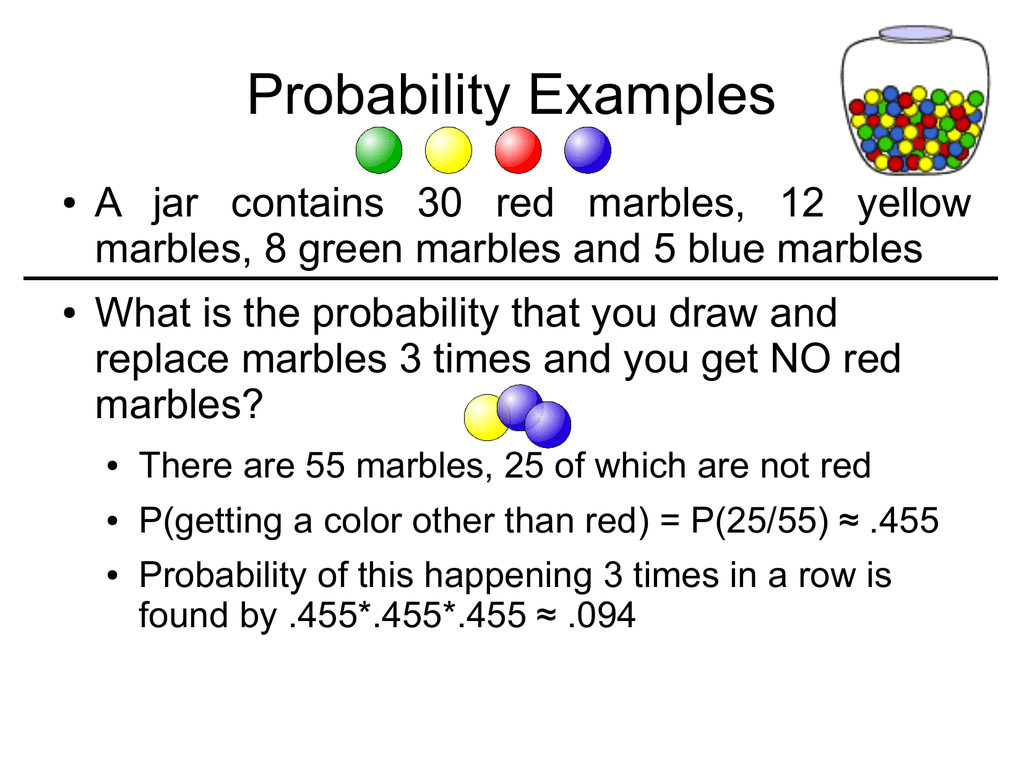 Probability Examples
• A jar contains 30 red marbles, 12 yellow
marbles, 8 green marbles and 5 blue marbles
• What is the probability that you draw and
replace marbles 3 times and you get NO red
marbles?
• There are 55 marbles, 25 of which are not red
• P(getting a color other than red) = P(25/55) ≈ .455
• Probability of this happening 3 times in a row is
found by .455*.455*.455 ≈ .094